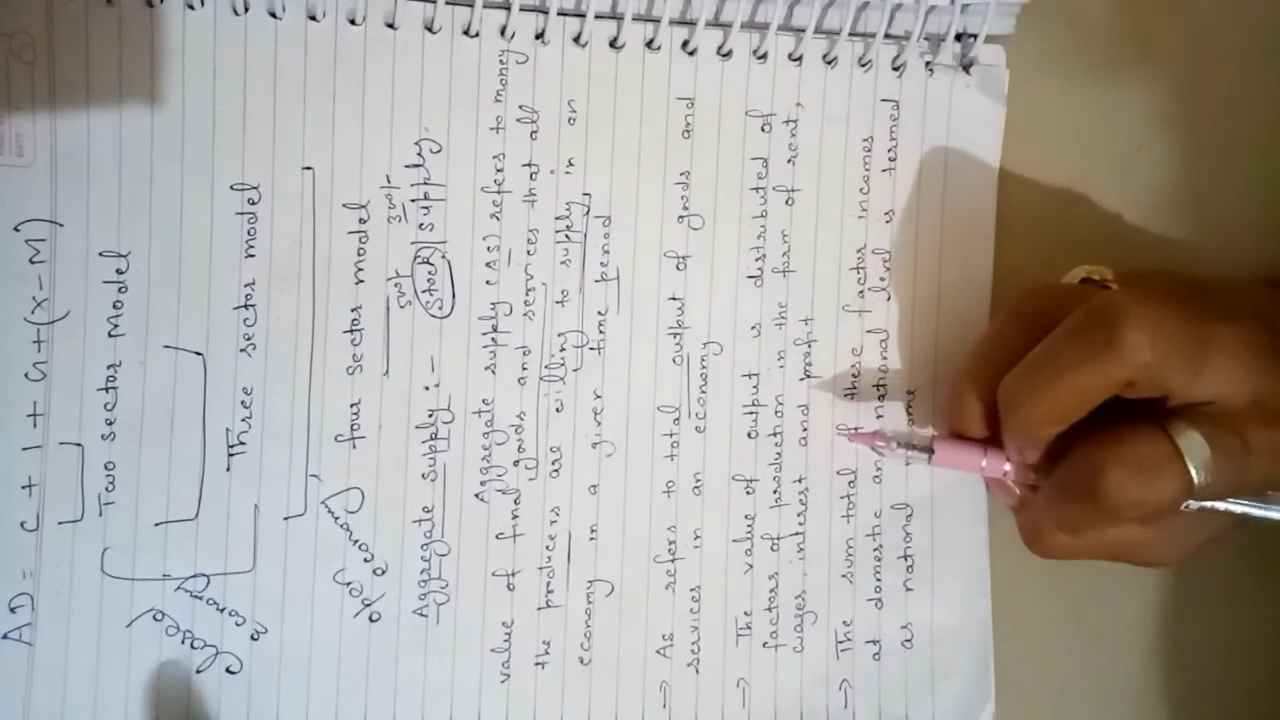 AD = C + I + G + (X - M)
Two sector Model
Three sector model
closed economy
four sector model
open economy
500/- 300/-
Aggregate supply :- Stock | supply.
Aggregate supply (AS) refers to money
value of final goods and services that all
the producers are willing to supply in an
economy in a given time period
→ As refers to total output of goods and
services in an economy
→ The value of output is distributed of
factors of production in the form of rent,
wages, interest and profit
→ The sum total of these factor incomes
at domestic an national level is termed
as national